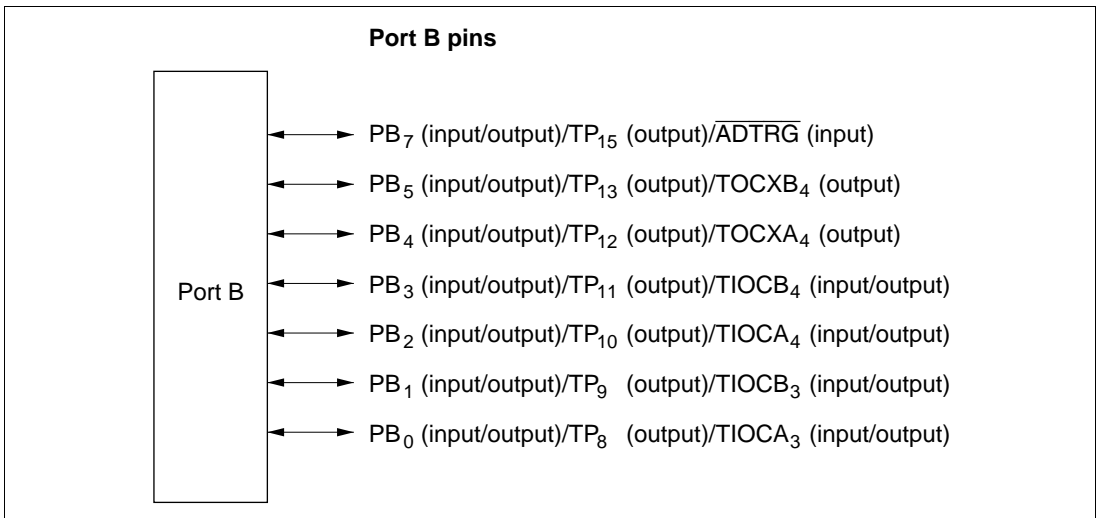 Port B pins
PB7 (input/output)/TP15 (output)/ADTRG (input)
PB5 (input/output)/TP13 (output)/TOCXB4 (output)
PB4 (input/output)/TP12 (output)/TOCXA4 (output)
Port B
PB3 (input/output)/TP11 (output)/TIOCB4 (input/output)
PB2 (input/output)/TP10 (output)/TIOCA4 (input/output)
PB1 (input/output)/TP9 (output)/TIOCB3 (input/output)
PB0 (input/output)/TP8 (output)/TIOCA3 (input/output)